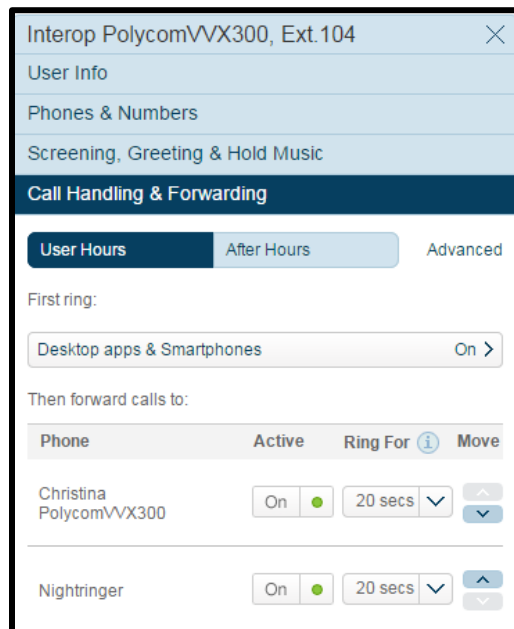 Interop PolycomVVX300, Ext.104
User Info
Phones & Numbers
Screening, Greeting & Hold Music
Call Handling & Forwarding
User Hours After Hours Advanced
First ring:
Desktop apps & Smartphones On
Then forward calls to:
Phone Active Ring For i Move
Christina
PolycomVVX300 On 20 secs
Nightringer On 20 secs